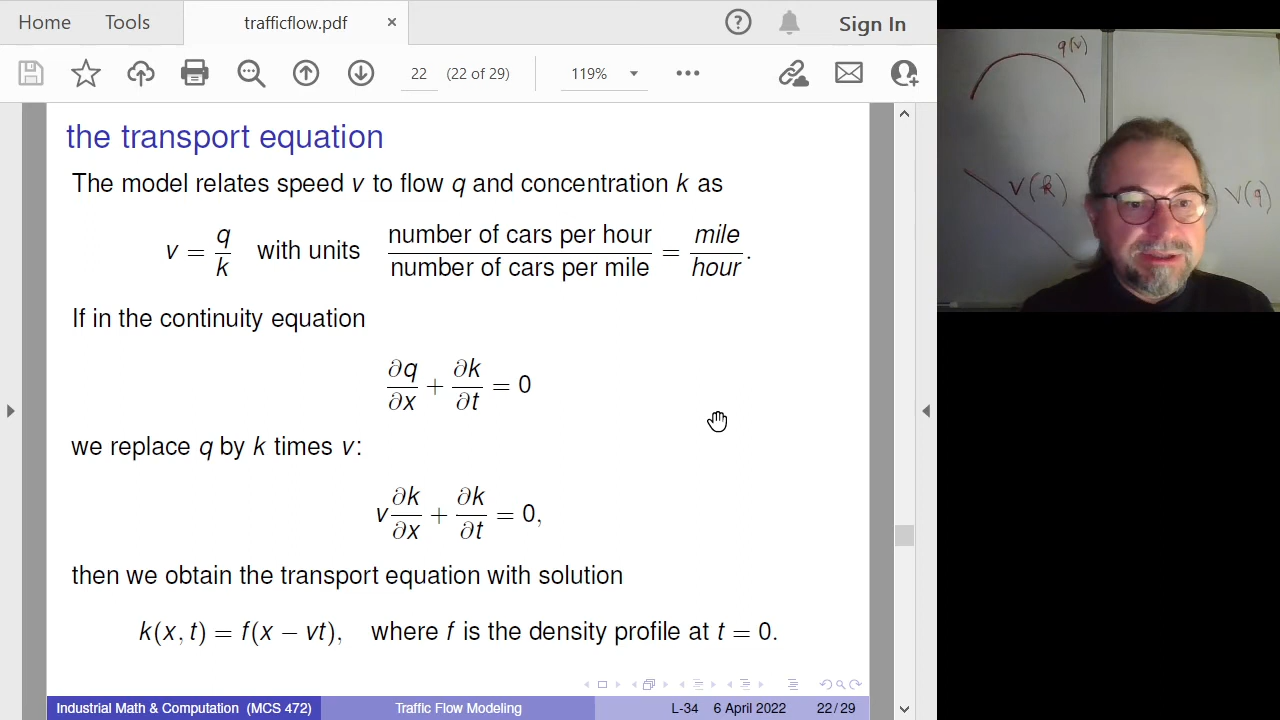 Home Tools trafficflow.pdf × ? Sign In
22 (22 of 29) 119%
the transport equation
The model relates speed v to flow q and concentration k as
v = q/k with units number of cars per hour / number of cars per mile = mile/hour.
If in the continuity equation
∂q/∂x + ∂k/∂t = 0
we replace q by k times v:
v ∂k/∂x + ∂k/∂t = 0,
then we obtain the transport equation with solution
k(x, t) = f(x − vt), where f is the density profile at t = 0.
Industrial Math & Computation (MCS 472) Traffic Flow Modeling L-34 6 April 2022 22/29
q(v)
V(k) ) V(q)